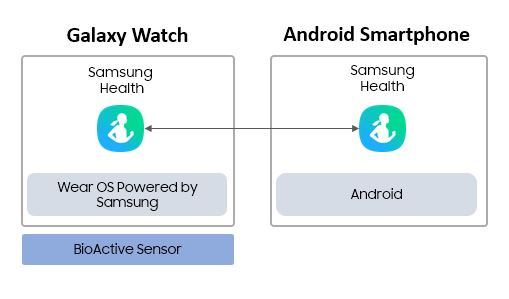 Galaxy Watch
Samsung
Health
Wear OS Powered by
Samsung
BioActive Sensor
Android Smartphone
Samsung
Health
Android